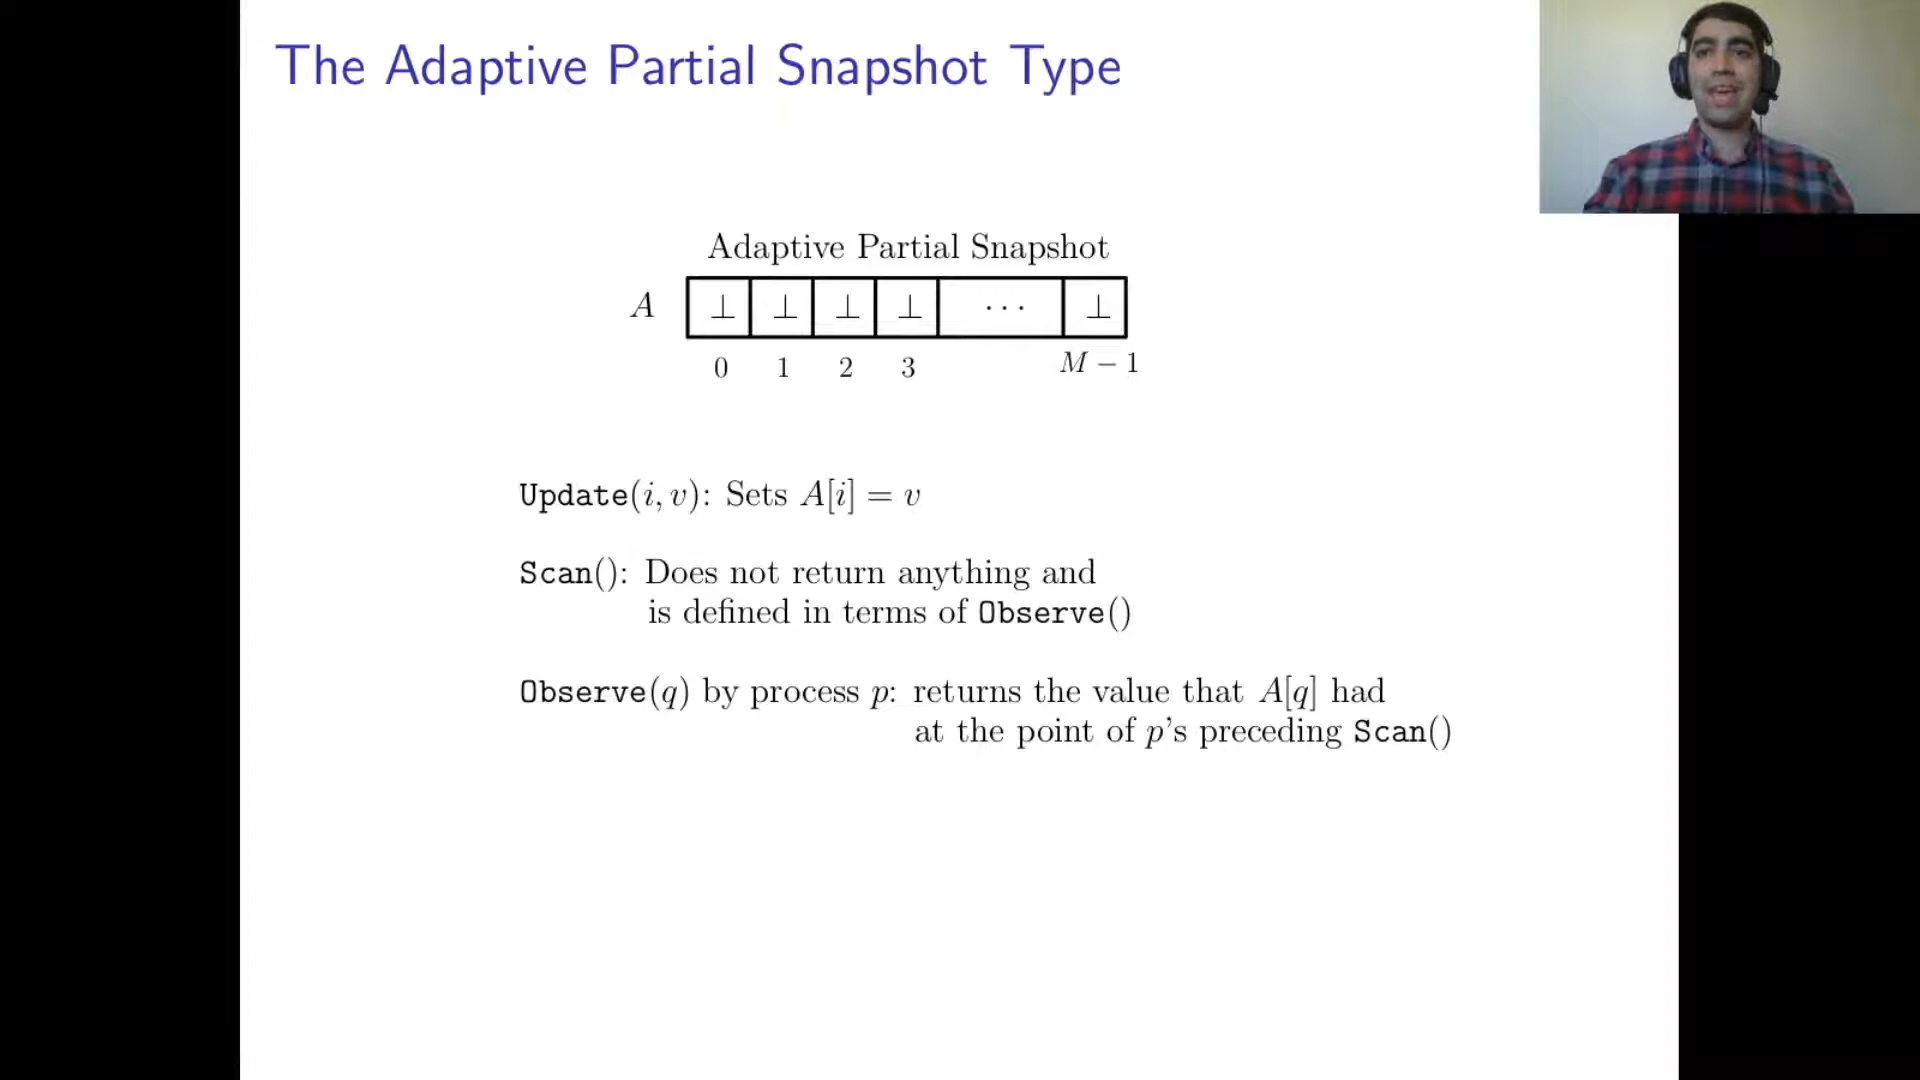 The Adaptive Partial Snapshot Type
Adaptive Partial Snapshot
A ⊥ ⊥ ⊥ ⊥ ··· ⊥
0 1 2 3 M − 1
Update(i, v): Sets A[i] = v
Scan(): Does not return anything and
is defined in terms of Observe()
Observe(q) by process p: returns the value that A[q] had
at the point of p's preceding Scan()